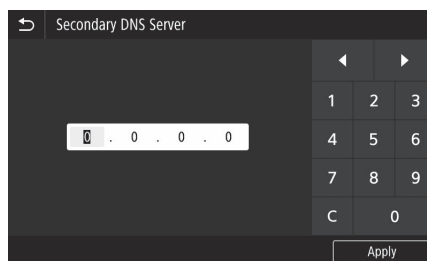 Secondary DNS Server
0 . 0 . 0 . 0
1 2 3
4 5 6
7 8 9
C 0
Apply